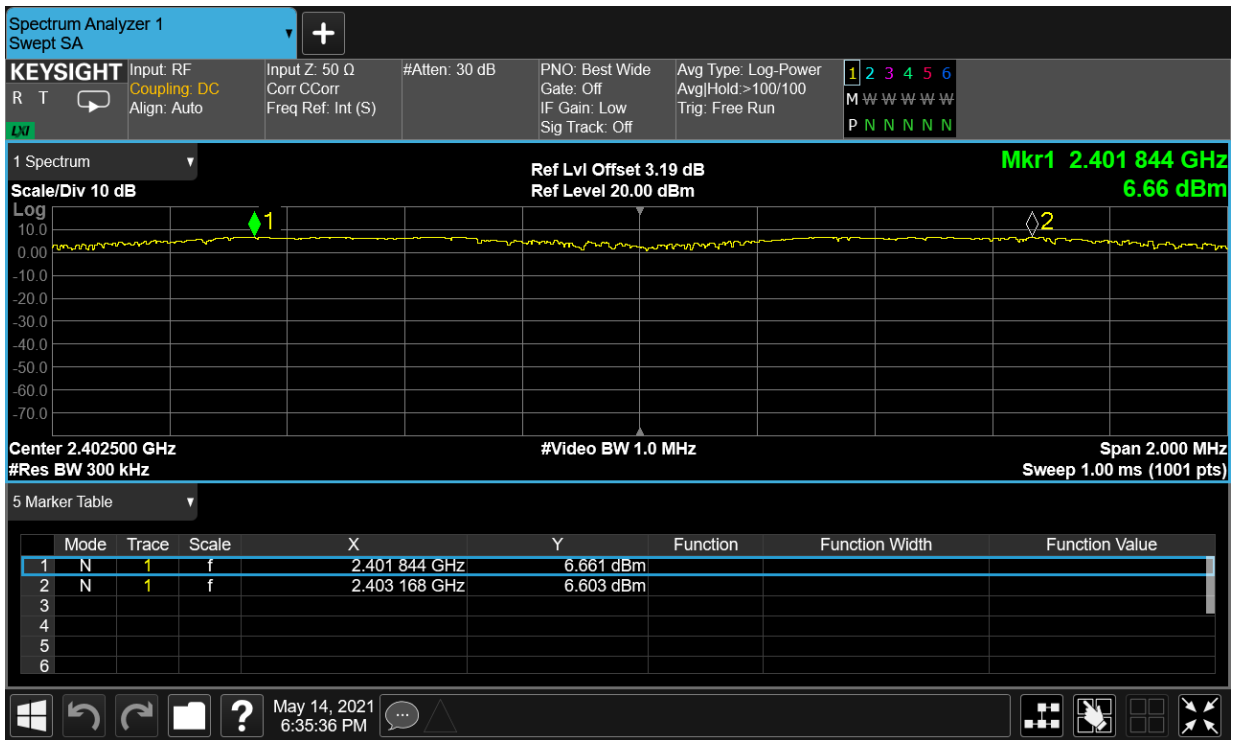 Spectrum Analyzer 1
Swept SA
KEYSIGHT Input: RF Input Z: 50 Ω #Atten: 30 dB PNO: Best Wide Avg Type: Log-Power 1 2 3 4 5 6
R T Coupling: DC Corr CCorr Gate: Off Avg|Hold:>100/100 M W W W W W
Align: Auto Freq Ref: Int (S) IF Gain: Low Trig: Free Run
LXI Sig Track: Off P N N N N N
1 Spectrum Ref Lvl Offset 3.19 dB Mkr1 2.401 844 GHz
Scale/Div 10 dB Ref Level 20.00 dBm 6.66 dBm
Log
1 2
10.0
0.00
-10.0
-20.0
-30.0
-40.0
-50.0
-60.0
-70.0
Center 2.402500 GHz #Video BW 1.0 MHz Span 2.000 MHz
#Res BW 300 kHz Sweep 1.00 ms (1001 pts)
5 Marker Table
Mode Trace Scale X Y Function Function Width Function Value
1 N 1 f 2.401 844 GHz 6.661 dBm
2 N 1 f 2.403 168 GHz 6.603 dBm
3
4
5
6
? May 14, 2021
6:35:36 PM